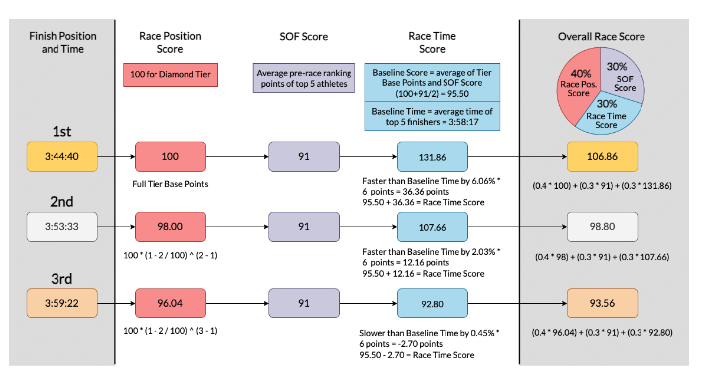 Finish Position
and Time
Race Position
Score
SOF Score
Race Time
Score
Overall Race Score
100 for Diamond Tier
Average pre-race ranking
points of top 5 athletes
Baseline Score = average of Tier
Base Points and SOF Score
(100+91/2) = 95.50
Baseline Time = average time of
top 5 finishers = 3:58:17
40%
Race Pos.
Score
30%
SOF
Score
30%
Race Time
Score
1st
3:44:40
100
91
131.86
106.86
Full Tier Base Points
Faster than Baseline Time by 6.06% *
6 points = 36.36 points
95.50 + 36.36 = Race Time Score
(0.4 * 100) + (0.3 * 91) + (0.3 * 131.86)
2nd
3:53:33
98.00
91
107.66
98.80
100 * (1 - 2 / 100) ^ (2 - 1)
Faster than Baseline Time by 2.03% *
6 points = 12.16 points
95.50 + 12.16 = Race Time Score
(0.4 * 98) + (0.3 * 91) + (0.3 * 107.66)
3rd
3:59:22
96.04
91
92.80
93.56
100 * (1 - 2 / 100) ^ (3 - 1)
Slower than Baseline Time by 0.45% *
6 points = -2.70 points
95.50 - 2.70 = Race Time Score
(0.4 * 96.04) + (0.3 * 91) + (0.3 * 92.80)